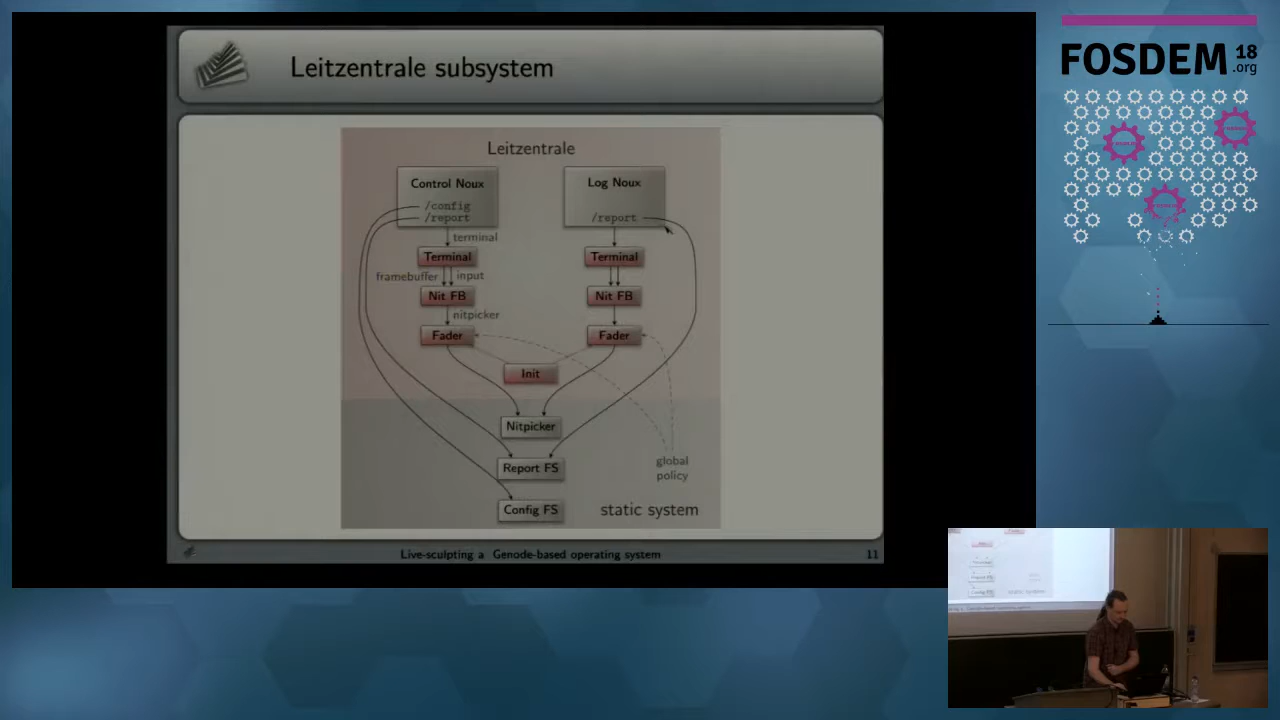 Leitzentrale subsystem
Leitzentrale
Control Noux
/config
/report
Log Noux
/report
terminal
Terminal
Terminal
framebuffer
input
Nit FB
Nit FB
nitpicker
Fader
Fader
Init
Nitpicker
Report FS
global
policy
Config FS
static system
Live-sculpting a Genode-based operating system
11
FOSDEM 18
.org